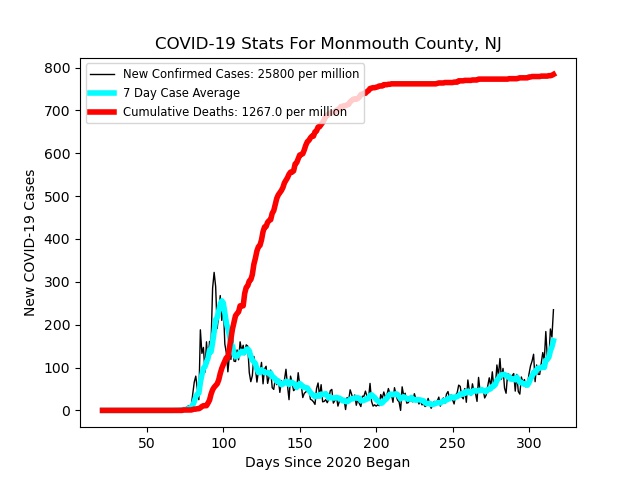 COVID-19 Stats For Monmouth County, NJ
New Confirmed Cases: 25800 per million
7 Day Case Average
Cumulative Deaths: 1267.0 per million
800
700
600
500
400
300
200
100
0
New COVID-19 Cases
50 100 150 200 250 300
Days Since 2020 Began